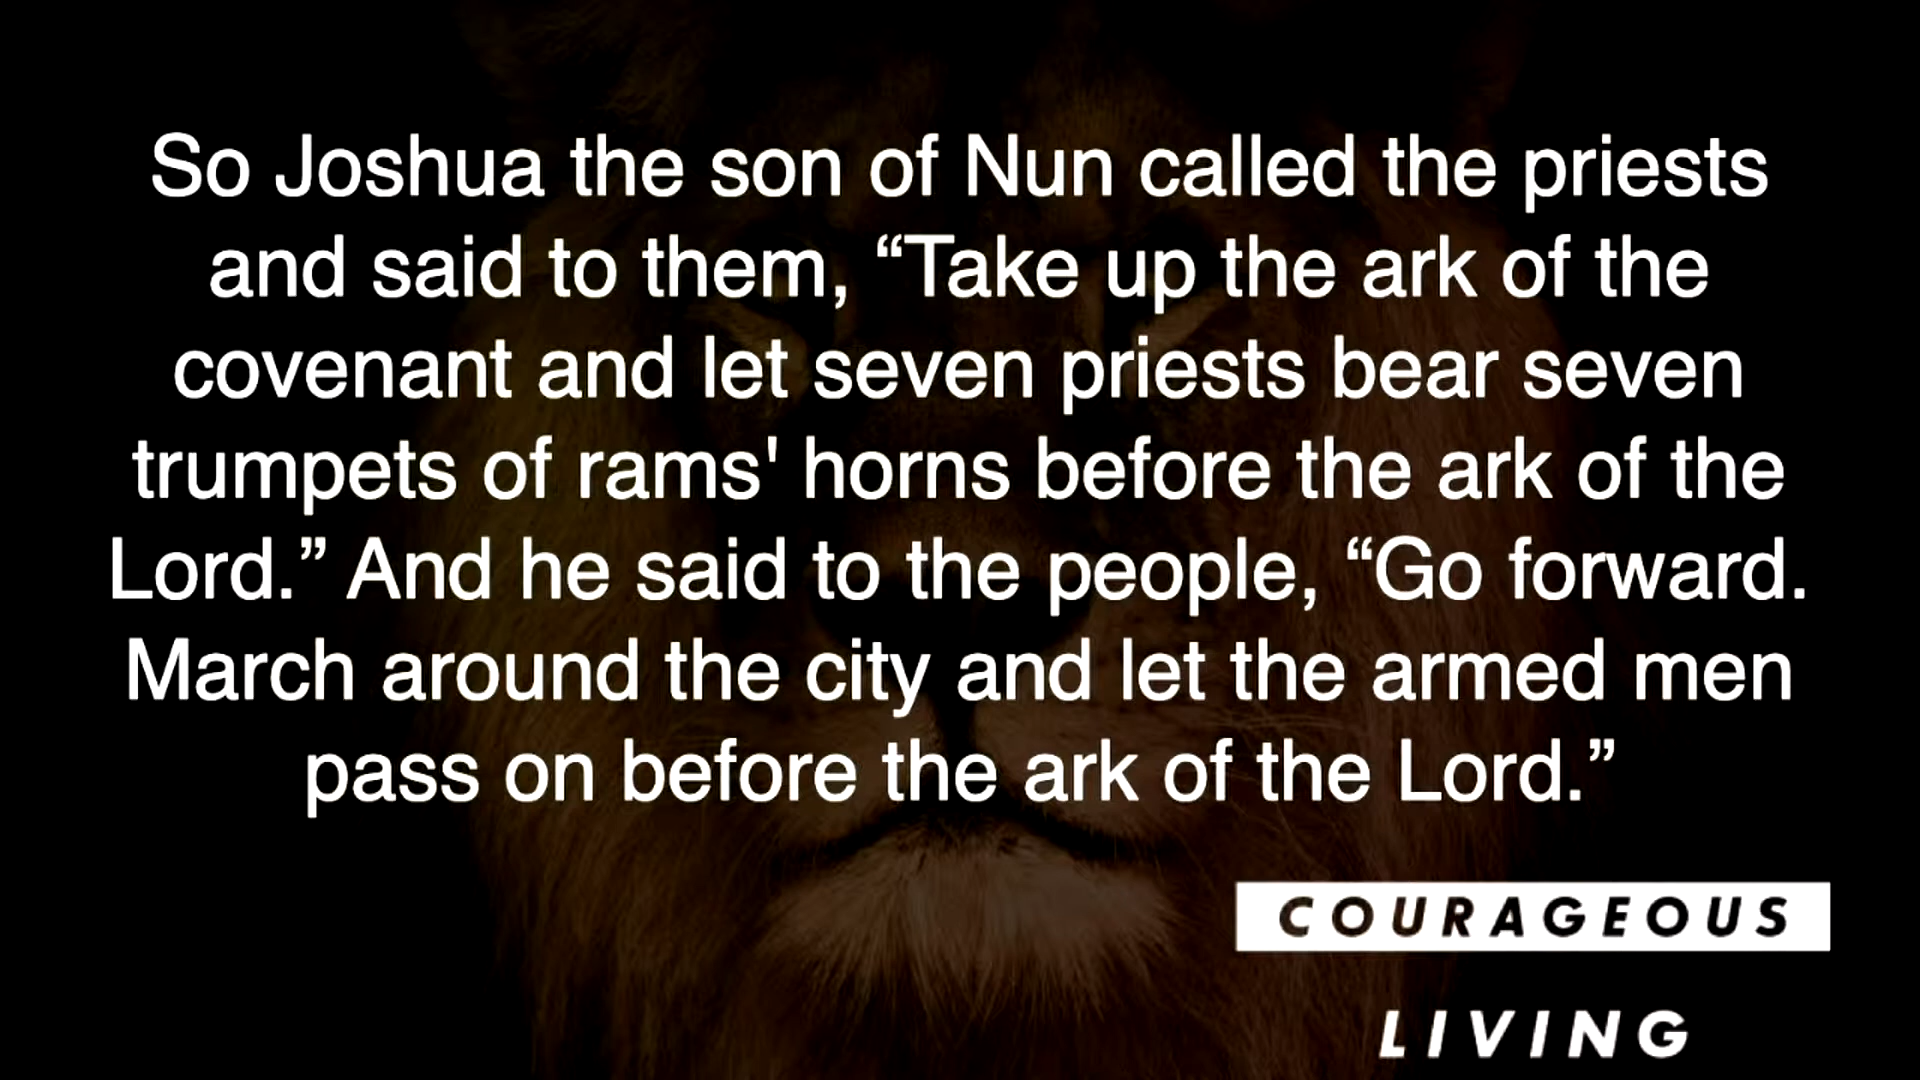 So Joshua the son of Nun called the priests
and said to them, “Take up the ark of the
covenant and let seven priests bear seven
trumpets of rams' horns before the ark of the
Lord.” And he said to the people, “Go forward.
March around the city and let the armed men
pass on before the ark of the Lord.”
COURAGEOUS
LIVING